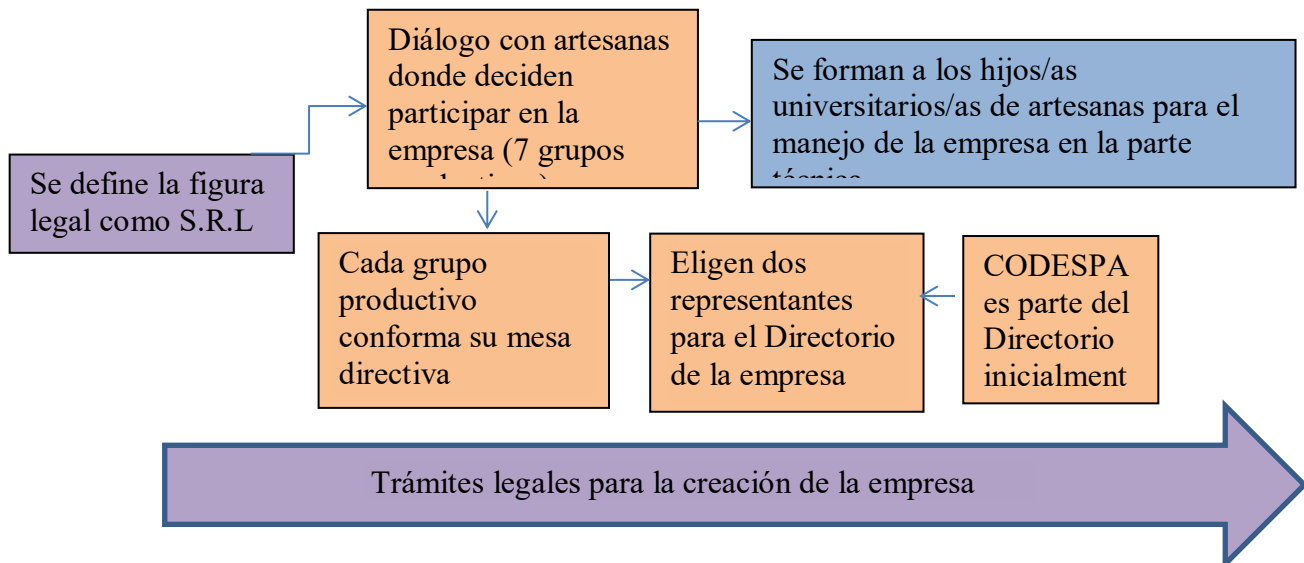 Diálogo con artesanas
donde deciden
participar en la
empresa (7 grupos
Se forman a los hijos/as
universitarios/as de artesanas para el
manejo de la empresa en la parte
técnica
Se define la figura
legal como S.R.L
Cada grupo
productivo
conforma su mesa
directiva
Eligen dos
representantes
para el Directorio
de la empresa
CODESPA
es parte del
Directorio
inicialment
Trámites legales para la creación de la empresa